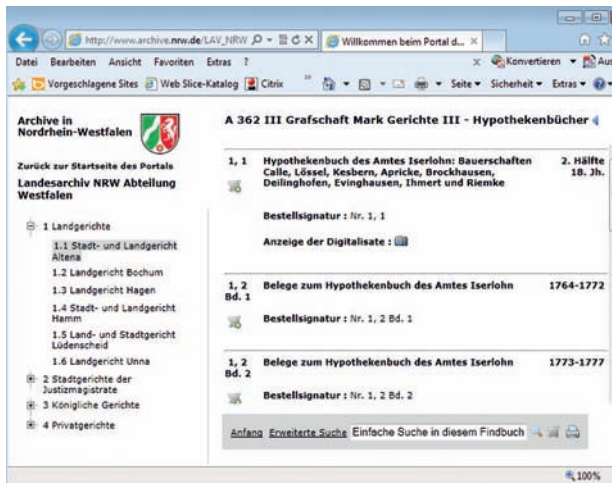 http://www.archive.nrw.de/LAV_NRW
Willkommen beim Portal d...
Datei Bearbeiten Ansicht Favoriten Extras ?
x Konvertieren
Vorgeschlagene Sites Web Slice-Katalog Citrix » Seite Sicherheit Extras
Archive in
Nordrhein-Westfalen
Zurück zur Startseite des Portals
Landesarchiv NRW Abteilung
Westfalen
1 Landgerichte
1.1 Stadt- und Landgericht
Altena
1.2 Landgericht Bochum
1.3 Landgericht Hagen
1.4 Stadt- und Landgericht
Hamm
1.5 Land- und Stadtgericht
Lüdenscheid
1.6 Landgericht Unna
2 Stadtgerichte der
Justizmagistrate
3 Königliche Gerichte
4 Privatgerichte
A 362 III Grafschaft Mark Gerichte III - Hypothekenbücher
1, 1 Hypothekenbuch des Amtes Iserlohn: Bauerschaften 2. Hälfte
Calle, Lössel, Kesbern, Apricke, Brockhausen, 18. Jh.
Deilinghofen, Evinghausen, Ihmert und Riemke
Bestellsignatur : Nr. 1, 1
Anzeige der Digitalisate :
1, 2 Belege zum Hypothekenbuch des Amtes Iserlohn 1764-1772
Bd. 1
Bestellsignatur : Nr. 1, 2 Bd. 1
1, 2 Belege zum Hypothekenbuch des Amtes Iserlohn 1773-1777
Bd. 2
Bestellsignatur : Nr. 1, 2 Bd. 2
Anfang Erweiterte Suche Einfache Suche in diesem Findbuch
100%